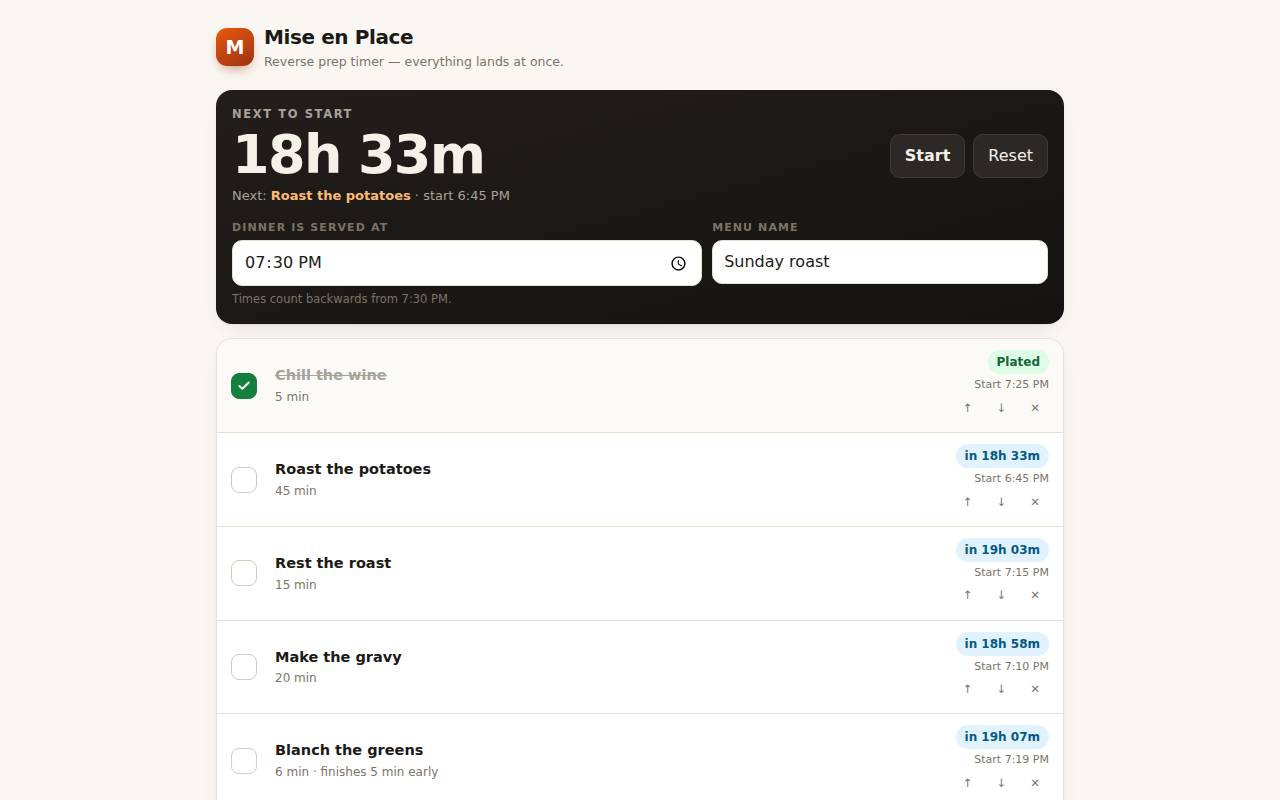 M
Mise en Place
Reverse prep timer — everything lands at once.
NEXT TO START
18h 33m
Start
Reset
Next: Roast the potatoes · start 6:45 PM
DINNER IS SERVED AT
MENU NAME
07:30 PM
Sunday roast
Times count backwards from 7:30 PM.
Chill the wine
5 min
Plated
Start 7:25 PM
↑ ↓ ×
Roast the potatoes
45 min
in 18h 33m
Start 6:45 PM
↑ ↓ ×
Rest the roast
15 min
in 19h 03m
Start 7:15 PM
↑ ↓ ×
Make the gravy
20 min
in 18h 58m
Start 7:10 PM
↑ ↓ ×
Blanch the greens
6 min · finishes 5 min early
in 19h 07m
Start 7:19 PM
↑ ↓ ×